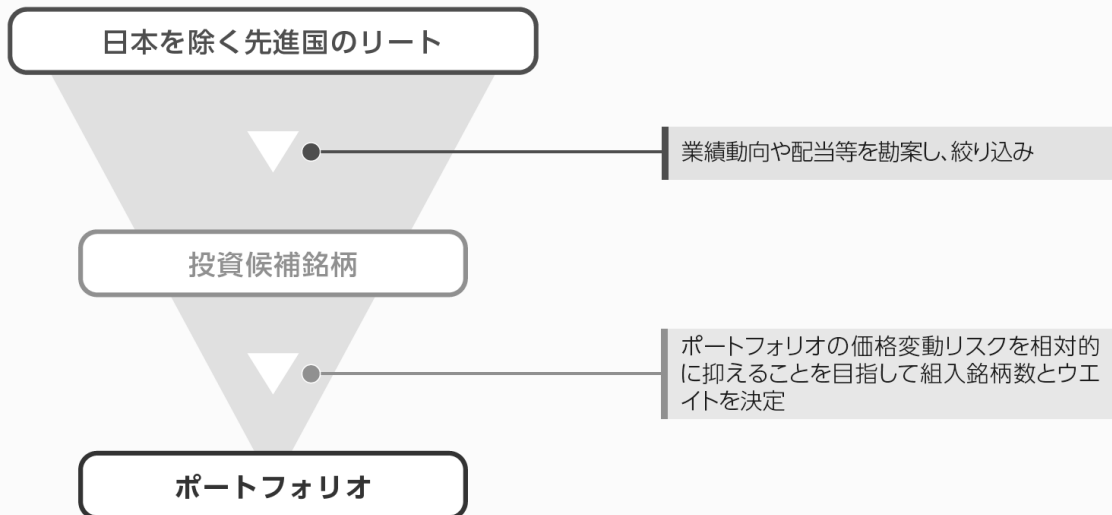 日本を除く先進国のリート
業績動向や配当等を勘案し、絞り込み
投資候補銘柄
ポートフォリオの価格変動リスクを相対的
に抑えることを目指して組入銘柄数とウエ
イトを決定
ポートフォリオ